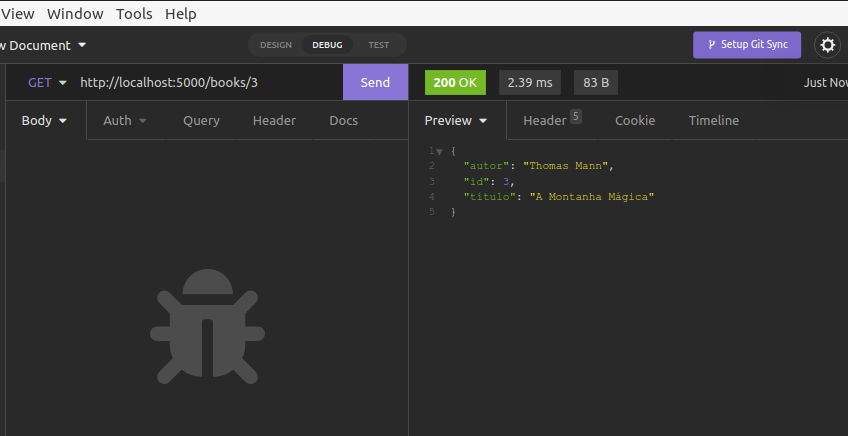 View Window Tools Help
w Document DESIGN DEBUG TEST Setup Git Sync
GET http://localhost:5000/books/3 Send 200 OK 2.39 ms 83 B Just Now
Body Auth Query Header Docs Preview Header 5 Cookie Timeline
1 {
2 "autor": "Thomas Mann",
3 "id": 3,
4 "título": "A Montanha Mágica"
5 }